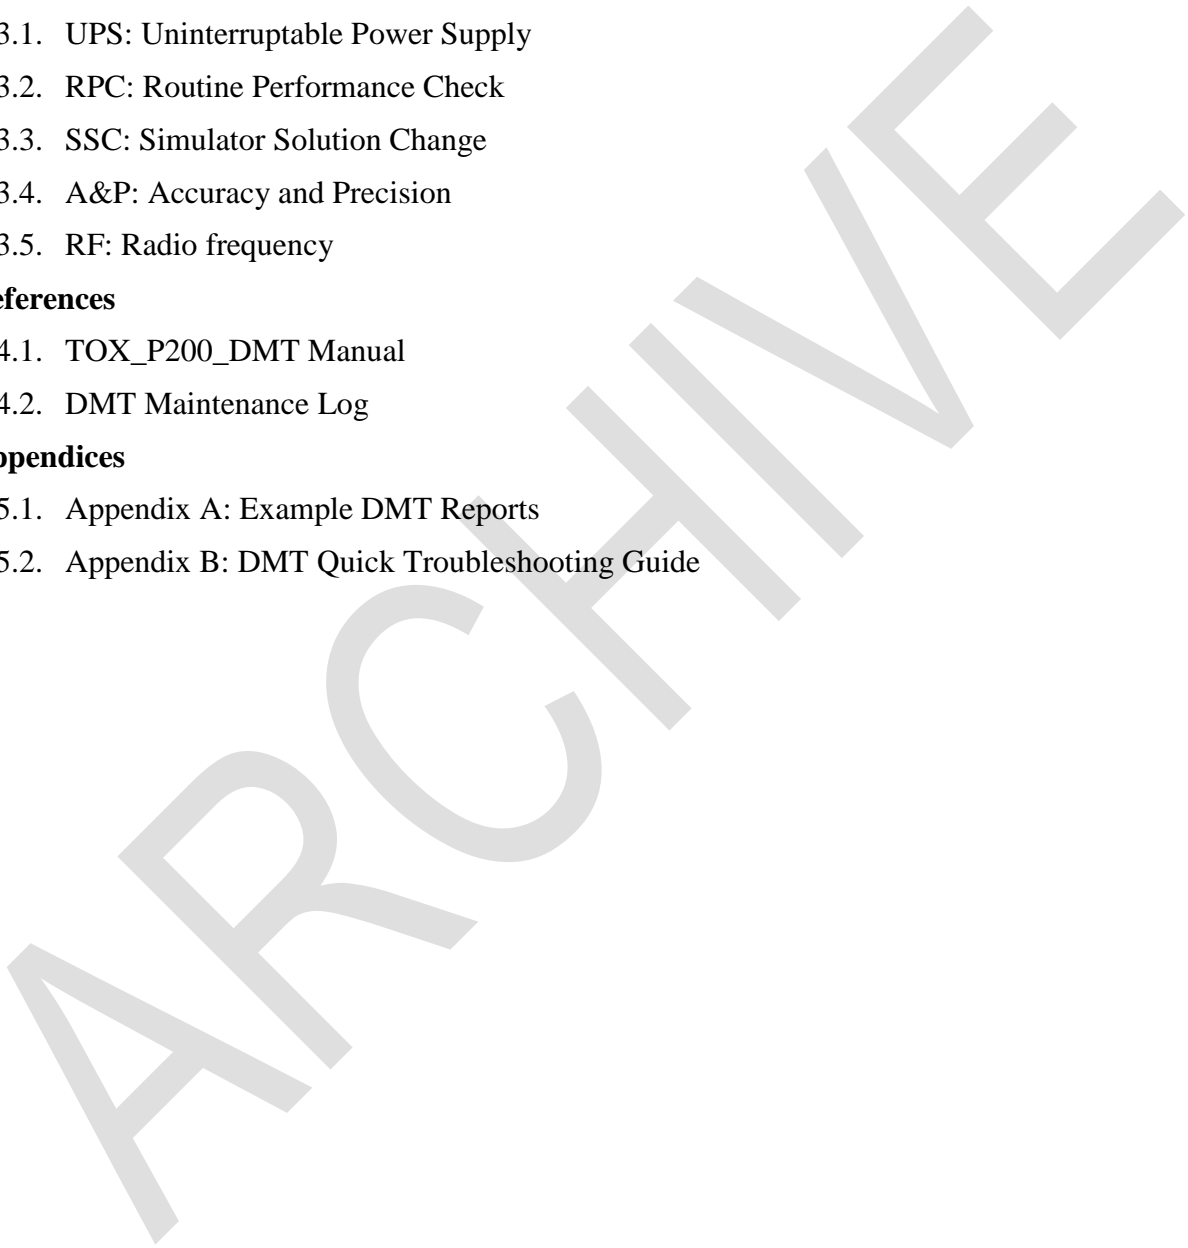 3.1. UPS: Uninterruptable Power Supply
3.2. RPC: Routine Performance Check
3.3. SSC: Simulator Solution Change
3.4. A&P: Accuracy and Precision
3.5. RF: Radio frequency
eferences
4.1. TOX_P200_DMT Manual
4.2. DMT Maintenance Log
ppendices
5.1. Appendix A: Example DMT Reports
5.2. Appendix B: DMT Quick Troubleshooting Guide
ARCHIVE